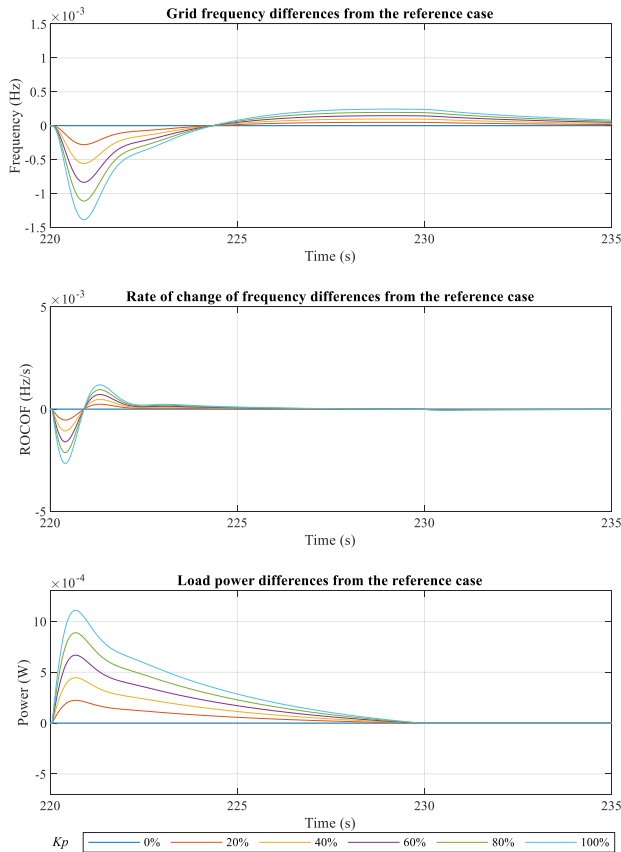 Grid frequency differences from the reference case
×10^-3
1.5
1
0.5
0
-0.5
-1
-1.5
Frequency (Hz)
220 225 230 235
Time (s)
Rate of change of frequency differences from the reference case
×10^-3
5
0
-5
ROCOF (Hz/s)
220 225 230 235
Time (s)
Load power differences from the reference case
×10^-4
10
5
0
-5
Power (W)
220 225 230 235
Time (s)
Kp 0% 20% 40% 60% 80% 100%